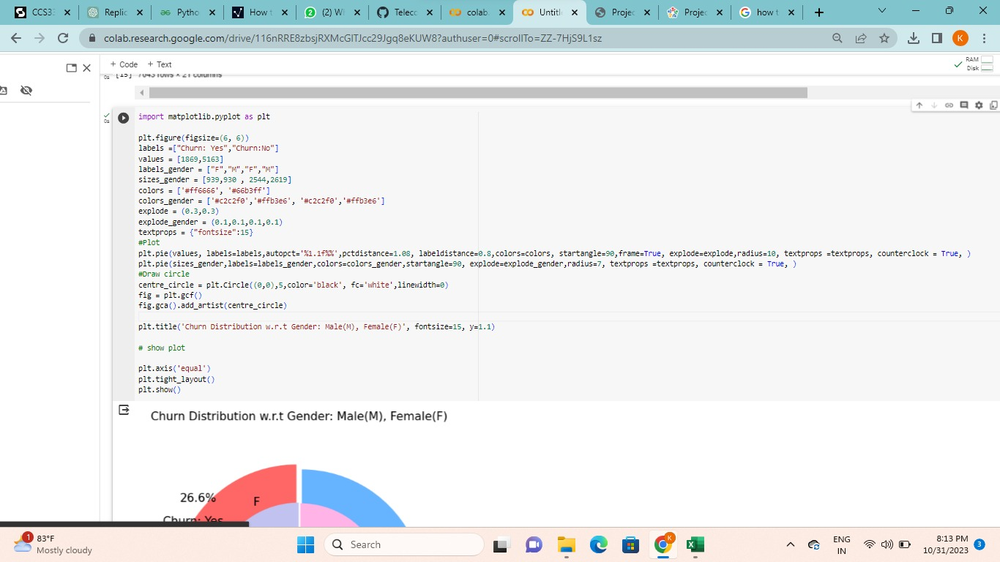 CCS33
Replic
Pytho
How t
(2) Wh
Teleco
colab.
Untitle
Projec
Projec
how t
colab.research.google.com/drive/116nRRE8zbsjRXMcGlTJcc29Jgq8eKUW8?authuser=0#scrollTo=ZZ-7HjS9L1sz
K
+ Code + Text
RAM
Disk
0s [15] 7043 rows × 21 columns
0s
import matplotlib.pyplot as plt
plt.figure(figsize=(6, 6))
labels =["Churn: Yes","Churn:No"]
values = [1869,5163]
labels_gender = ["F","M","F","M"]
sizes_gender = [939,930 , 2544,2619]
colors = ['#ff6666', '#66b3ff']
colors_gender = ['#c2c2f0','#ffb3e6', '#c2c2f0','#ffb3e6']
explode = (0.3,0.3)
explode_gender = (0.1,0.1,0.1,0.1)
textprops = {"fontsize":15}
#Plot
plt.pie(values, labels=labels,autopct='%1.1f%%',pctdistance=1.08, labeldistance=0.8,colors=colors, startangle=90,frame=True, explode=explode,radius=10, textprops =textprops, counterclock = True, )
plt.pie(sizes_gender,labels=labels_gender,colors=colors_gender,startangle=90, explode=explode_gender,radius=7, textprops =textprops, counterclock = True, )
#Draw circle
centre_circle = plt.Circle((0,0),5,color='black', fc='white',linewidth=0)
fig = plt.gcf()
fig.gca().add_artist(centre_circle)
plt.title('Churn Distribution w.r.t Gender: Male(M), Female(F)', fontsize=15, y=1.1)
# show plot
plt.axis('equal')
plt.tight_layout()
plt.show()
Churn Distribution w.r.t Gender: Male(M), Female(F)
26.6%
F
Churn: Yes
1
83°F
Mostly cloudy
Search
K
ENG
IN
8:13 PM
10/31/2023
3